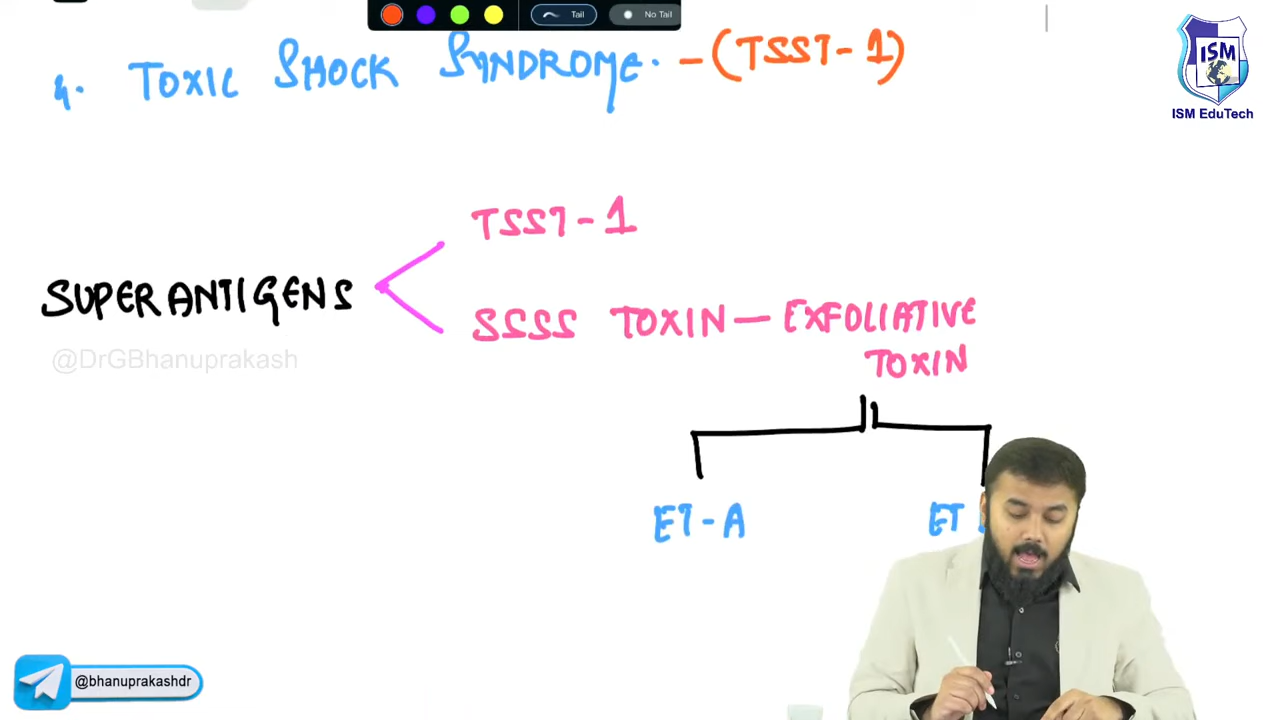 Tail
No Tail
4. TOXIC SHOCK SYNDROME. - (TSST-1)
ISM
ISM EduTech
TSST-1
SUPERANTIGENS
SSSS TOXIN - EXFOLIATIVE
TOXIN
@DrGBhanuprakash
ET-A
ET
@bhanuprakashdr